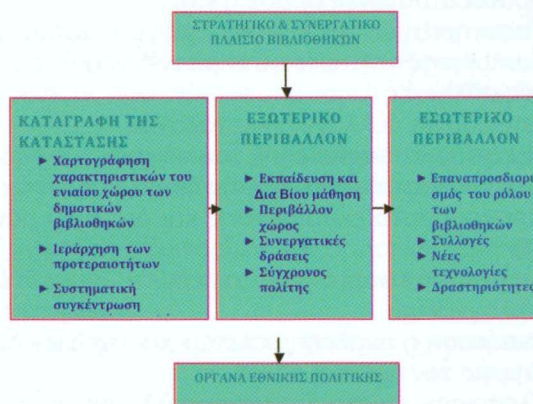 ΣΤΡΑΤΗΓΙΚΟ & ΣΥΝΕΡΓΑΤΙΚΟ
ΠΛΑΙΣΙΟ ΒΙΒΛΙΟΘΗΚΩΝ
ΚΑΤΑΓΡΑΦΗ ΤΗΣ
ΚΑΤΑΣΤΑΣΗΣ
► Χαρτογράφηση
χαρακτηριστικών του
ενιαίου χώρου των
δημοτικών
βιβλιοθηκών
► Ιεράρχηση των
προτεραιοτήτων
► Συστηματική
συγκέντρωση
ΕΞΩΤΕΡΙΚΟ
ΠΕΡΙΒΑΛΛΟΝ
► Εκπαίδευση και
Δια Βίου μάθηση
► Περιβάλλον
χώρος
► Συνεργατικές
δράσεις
► Σύγχρονος
πολίτης
ΕΣΩΤΕΡΙΚΟ
ΠΕΡΙΒΑΛΛΟΝ
► Επαναπροσδιορι
σμός του ρόλου
των
βιβλιοθηκών
► Συλλογές
► Νέες
τεχνολογίες
► Δραστηριότητες
ΟΡΓΑΝΑ ΕΘΝΙΚΗΣ ΠΟΛΙΤΙΚΗΣ